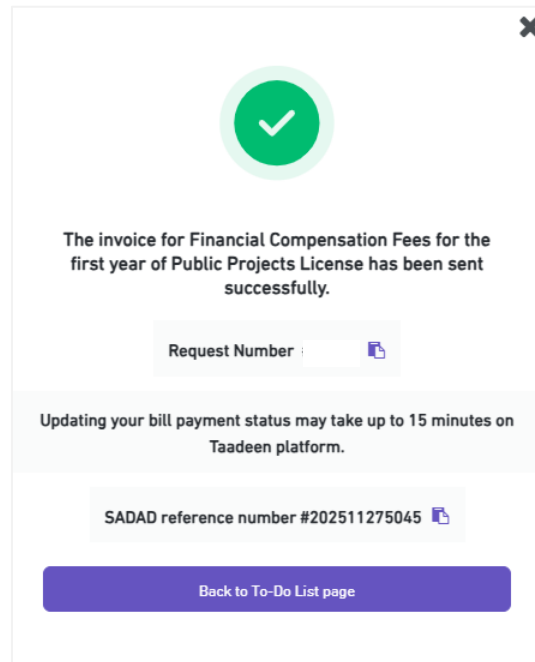 The invoice for Financial Compensation Fees for the
first year of Public Projects License has been sent
successfully.
Request Number
Updating your bill payment status may take up to 15 minutes on
Taadeen platform.
SADAD reference number #202511275045
Back to To-Do List page